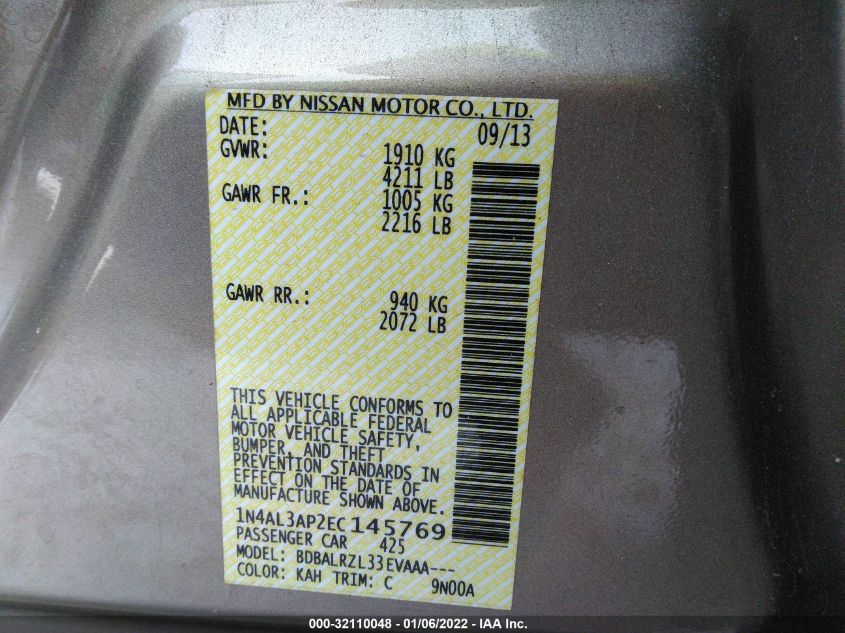 MFD BY NISSAN MOTOR CO., LTD.
DATE: 09/13
GVWR: 1910 KG
4211 LB
GAWR FR.: 1005 KG
2216 LB
GAWR RR.: 940 KG
2072 LB
THIS VEHICLE CONFORMS TO
ALL APPLICABLE FEDERAL
MOTOR VEHICLE SAFETY,
BUMPER, AND THEFT
PREVENTION STANDARDS IN
EFFECT ON THE DATE OF
MANUFACTURE SHOWN ABOVE.
1N4AL3AP2EC145769
PASSENGER CAR 425
MODEL: BDBALRZL33EVAAA---
COLOR: KAH TRIM: C 9N00A
000-32110048 - 01/06/2022 - IAA Inc.